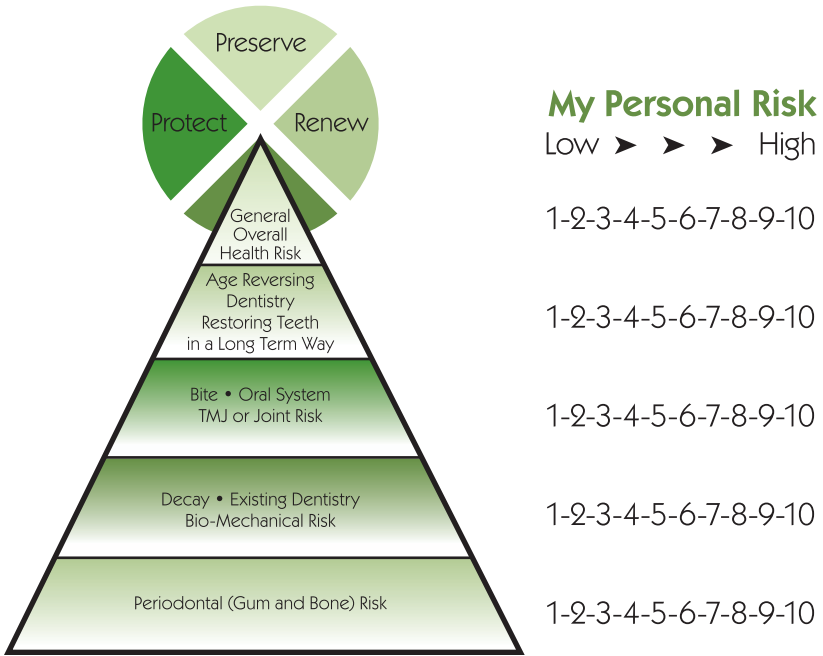 Preserve
Protect
Renew
My Personal Risk
Low ➤ ➤ ➤ High
General
Overall
Health Risk
1-2-3-4-5-6-7-8-9-10
Age Reversing
Dentistry
Restoring Teeth
in a Long Term Way
1-2-3-4-5-6-7-8-9-10
Bite • Oral System
TMJ or Joint Risk
1-2-3-4-5-6-7-8-9-10
Decay • Existing Dentistry
Bio-Mechanical Risk
1-2-3-4-5-6-7-8-9-10
Periodontal (Gum and Bone) Risk
1-2-3-4-5-6-7-8-9-10